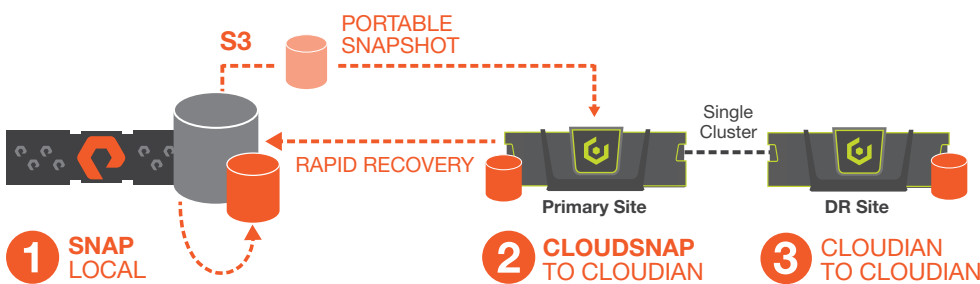 S3
PORTABLE
SNAPSHOT
RAPID RECOVERY
Single
Cluster
Primary Site
DR Site
1 SNAP
LOCAL
2 CLOUDSNAP
TO CLOUDIAN
3 CLOUDIAN
TO CLOUDIAN